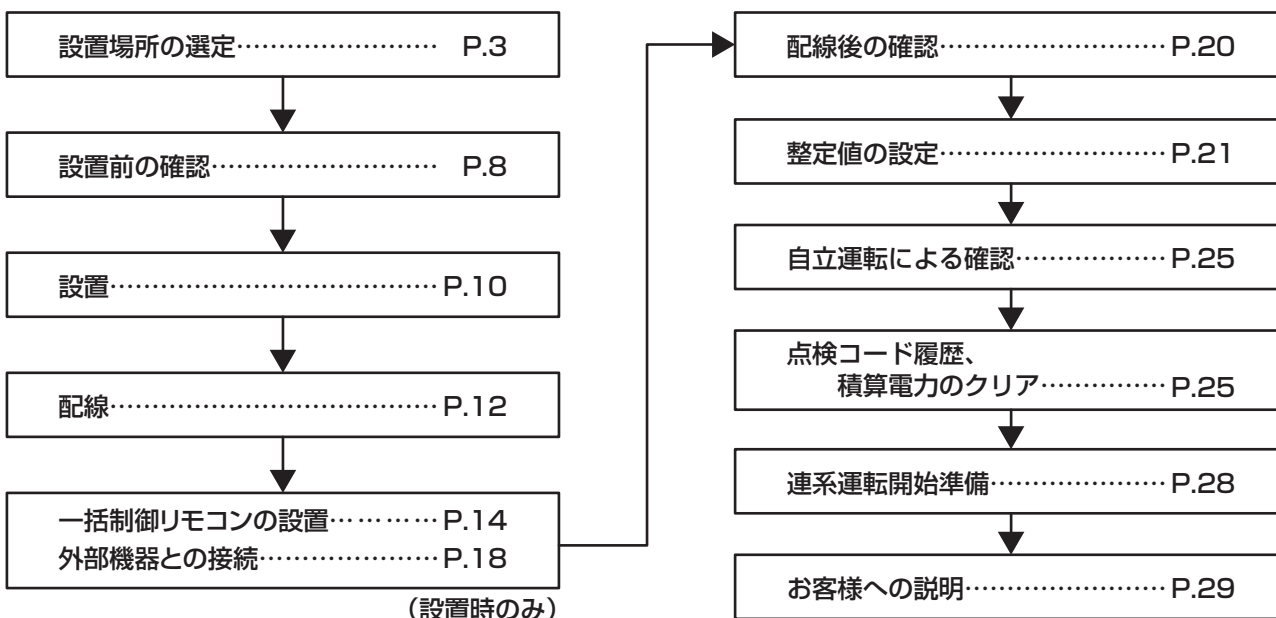 設置場所の選定…………………… P.3
設置前の確認…………………… P.8
設置………………………………… P.10
配線………………………………… P.12
一括制御リモコンの設置………… P.14
外部機器との接続………………… P.18
(設置時のみ)
配線後の確認……………………… P.20
整定値の設定……………………… P.21
自立運転による確認……………… P.25
点検コード履歴、
積算電力のクリア…………… P.25
連系運転開始準備………………… P.28
お客様への説明…………………… P.29